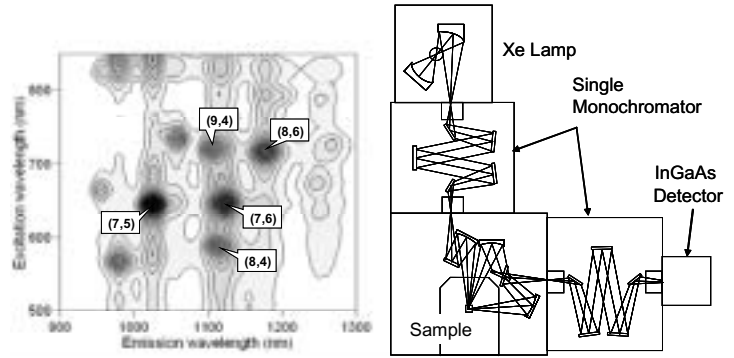 Excitation wavelength (nm)
800
700
600
500
(9,4)
(8,6)
(7,5)
(7,6)
(8,4)
900 1000 1100 1200 1300
Emission wavelength (nm)
Xe Lamp
Single
Monochromator
InGaAs
Detector
Sample